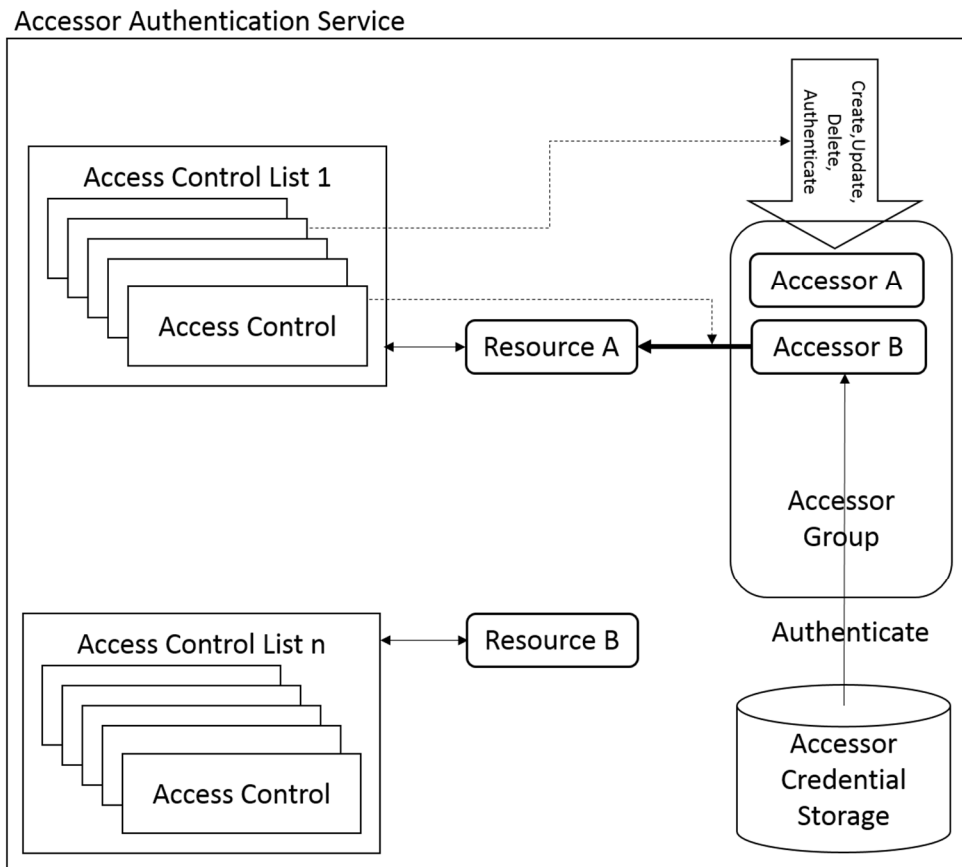 Accessor Authentication Service
Create, Update,
Delete,
Authenticate
Access Control List 1
Access Control
Resource A
Accessor A
Accessor B
Accessor
Group
Access Control List n
Access Control
Resource B
Authenticate
Accessor
Credential
Storage